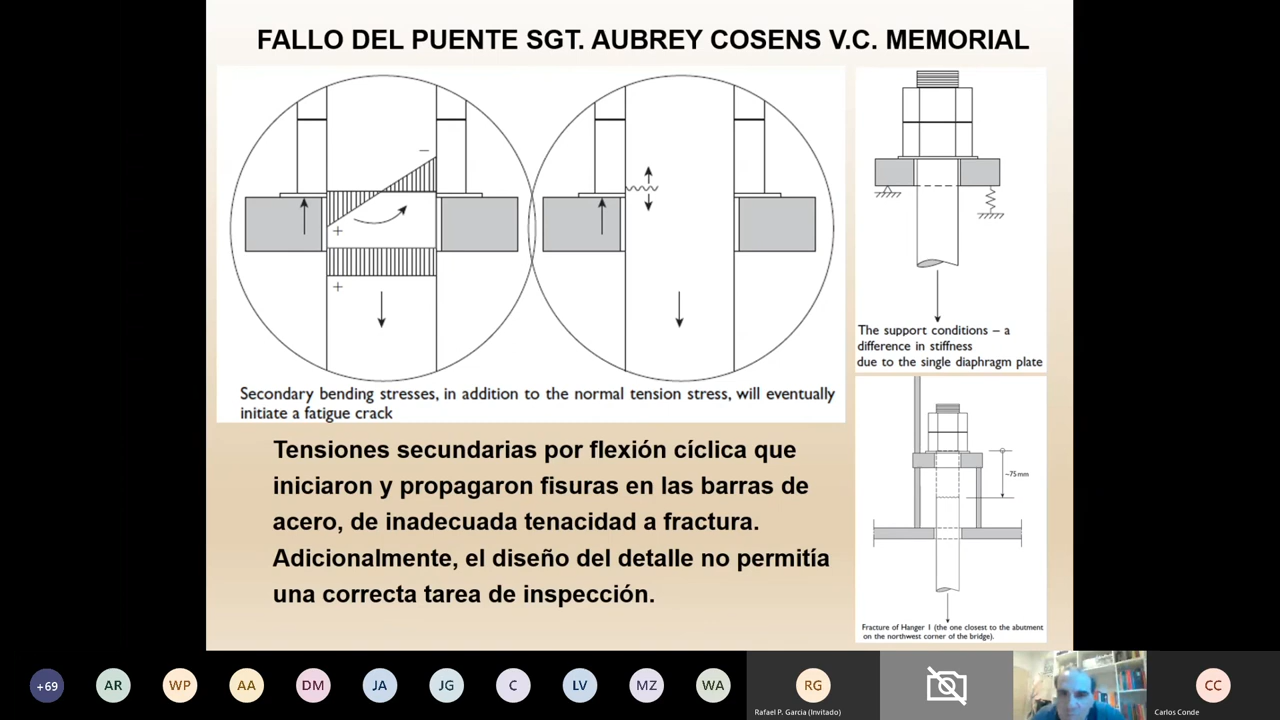 FALLO DEL PUENTE SGT. AUBREY COSENS V.C. MEMORIAL
−
+
+
Secondary bending stresses, in addition to the normal tension stress, will eventually
initiate a fatigue crack
The support conditions – a
difference in stiffness
due to the single diaphragm plate
~75mm
Fracture of Hanger 1 (the one closest to the abutment
on the northwest corner of the bridge).
Tensiones secundarias por flexión cíclica que
iniciaron y propagaron fisuras en las barras de
acero, de inadecuada tenacidad a fractura.
Adicionalmente, el diseño del detalle no permitía
una correcta tarea de inspección.
+69
AR
WP
AA
DM
JA
JG
C
LV
MZ
WA
RG
Rafael P. Garcia (Invitado)
CC
Carlos Conde